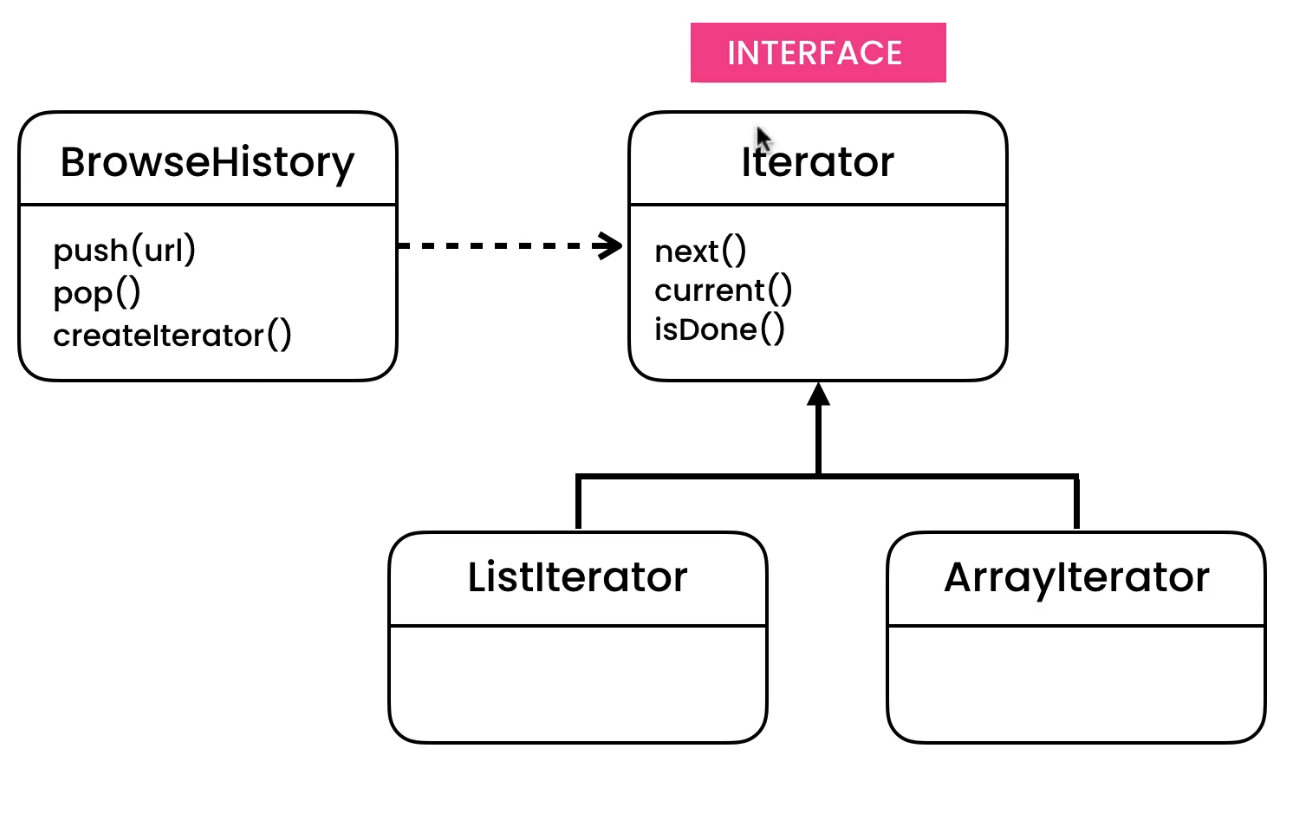 INTERFACE
BrowseHistory
push(url)
pop()
createIterator()
Iterator
next()
current()
isDone()
ListIterator
ArrayIterator